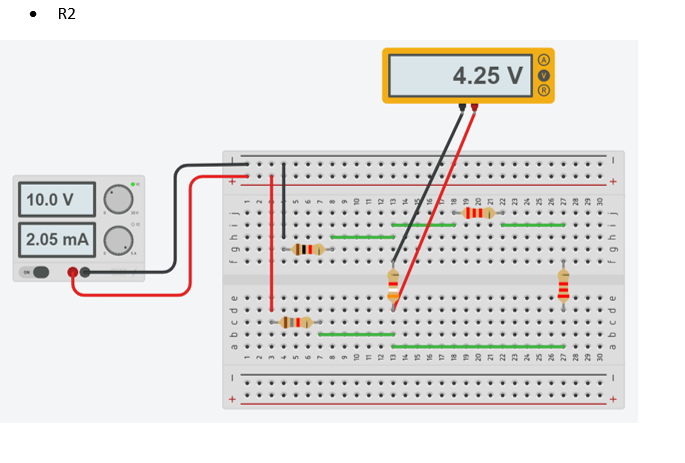 • R2
4.25 V
A
V
R
10.0 V
2.05 mA
ON
− −
+ +
1 2 3 4 5 6 7 8 9 10 11 12 13 14 15 16 17 18 19 20 21 22 23 24 25 26 27 28 29 30
j j
i i
h h
g g
f f
e e
d d
c c
b b
a a
1 2 3 4 5 6 7 8 9 10 11 12 13 14 15 16 17 18 19 20 21 22 23 24 25 26 27 28 29 30
− −
+ +